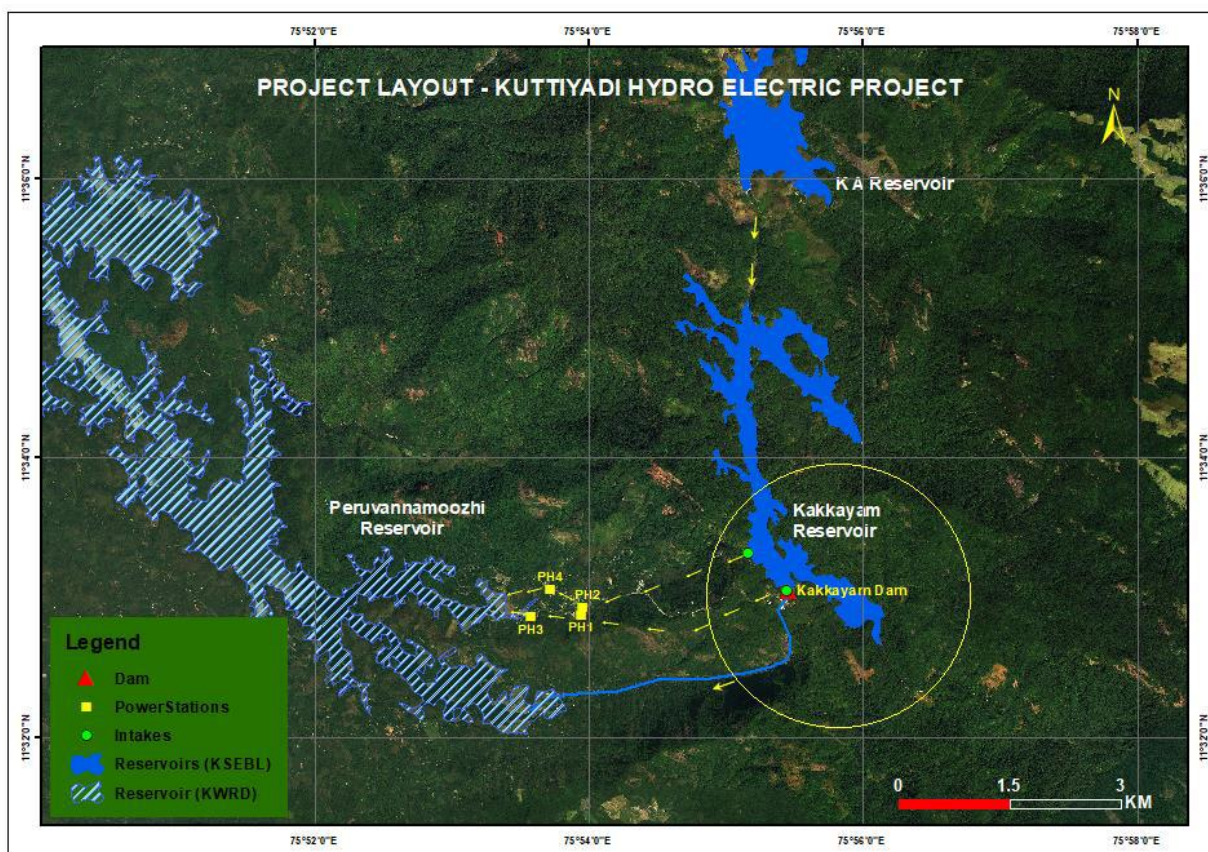 75°52'0"E 75°54'0"E 75°56'0"E 75°58'0"E
PROJECT LAYOUT - KUTTIYADI HYDRO ELECTRIC PROJECT
N
11°36'0"N 11°36'0"N
K A Reservoir
11°34'0"N 11°34'0"N
Peruvannamoozhi
Reservoir
Kakkayam
Reservoir
PH4
PH2
Kakkayam Dam
PH3
PH1
Legend
Dam
PowerStations
Intakes
Reservoirs (KSEBL)
Reservoir (KWRD)
11°32'0"N 11°32'0"N
0 1.5 3
KM
75°52'0"E 75°54'0"E 75°56'0"E 75°58'0"E